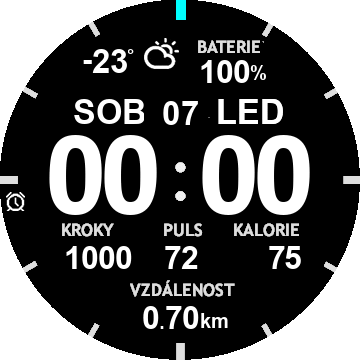 -23° BATERIE
100%
SOB 07 LED
00:00
KROKY PULS KALORIE
1000 72 75
VZDÁLENOST
0.70km